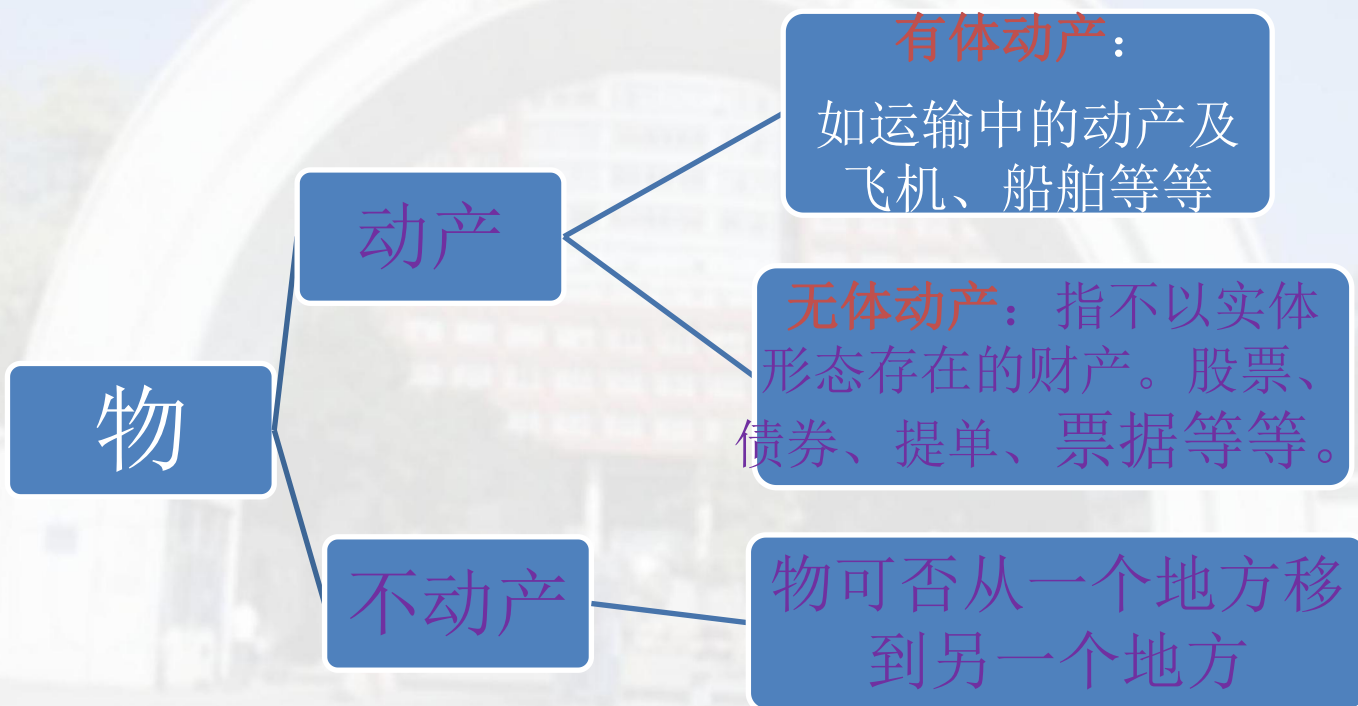 物
动产
有体动产：
如运输中的动产及
飞机、船舶等等
无体动产：指不以实体
形态存在的财产。股票、
债券、提单、票据等等。
不动产
物可否从一个地方移
到另一个地方